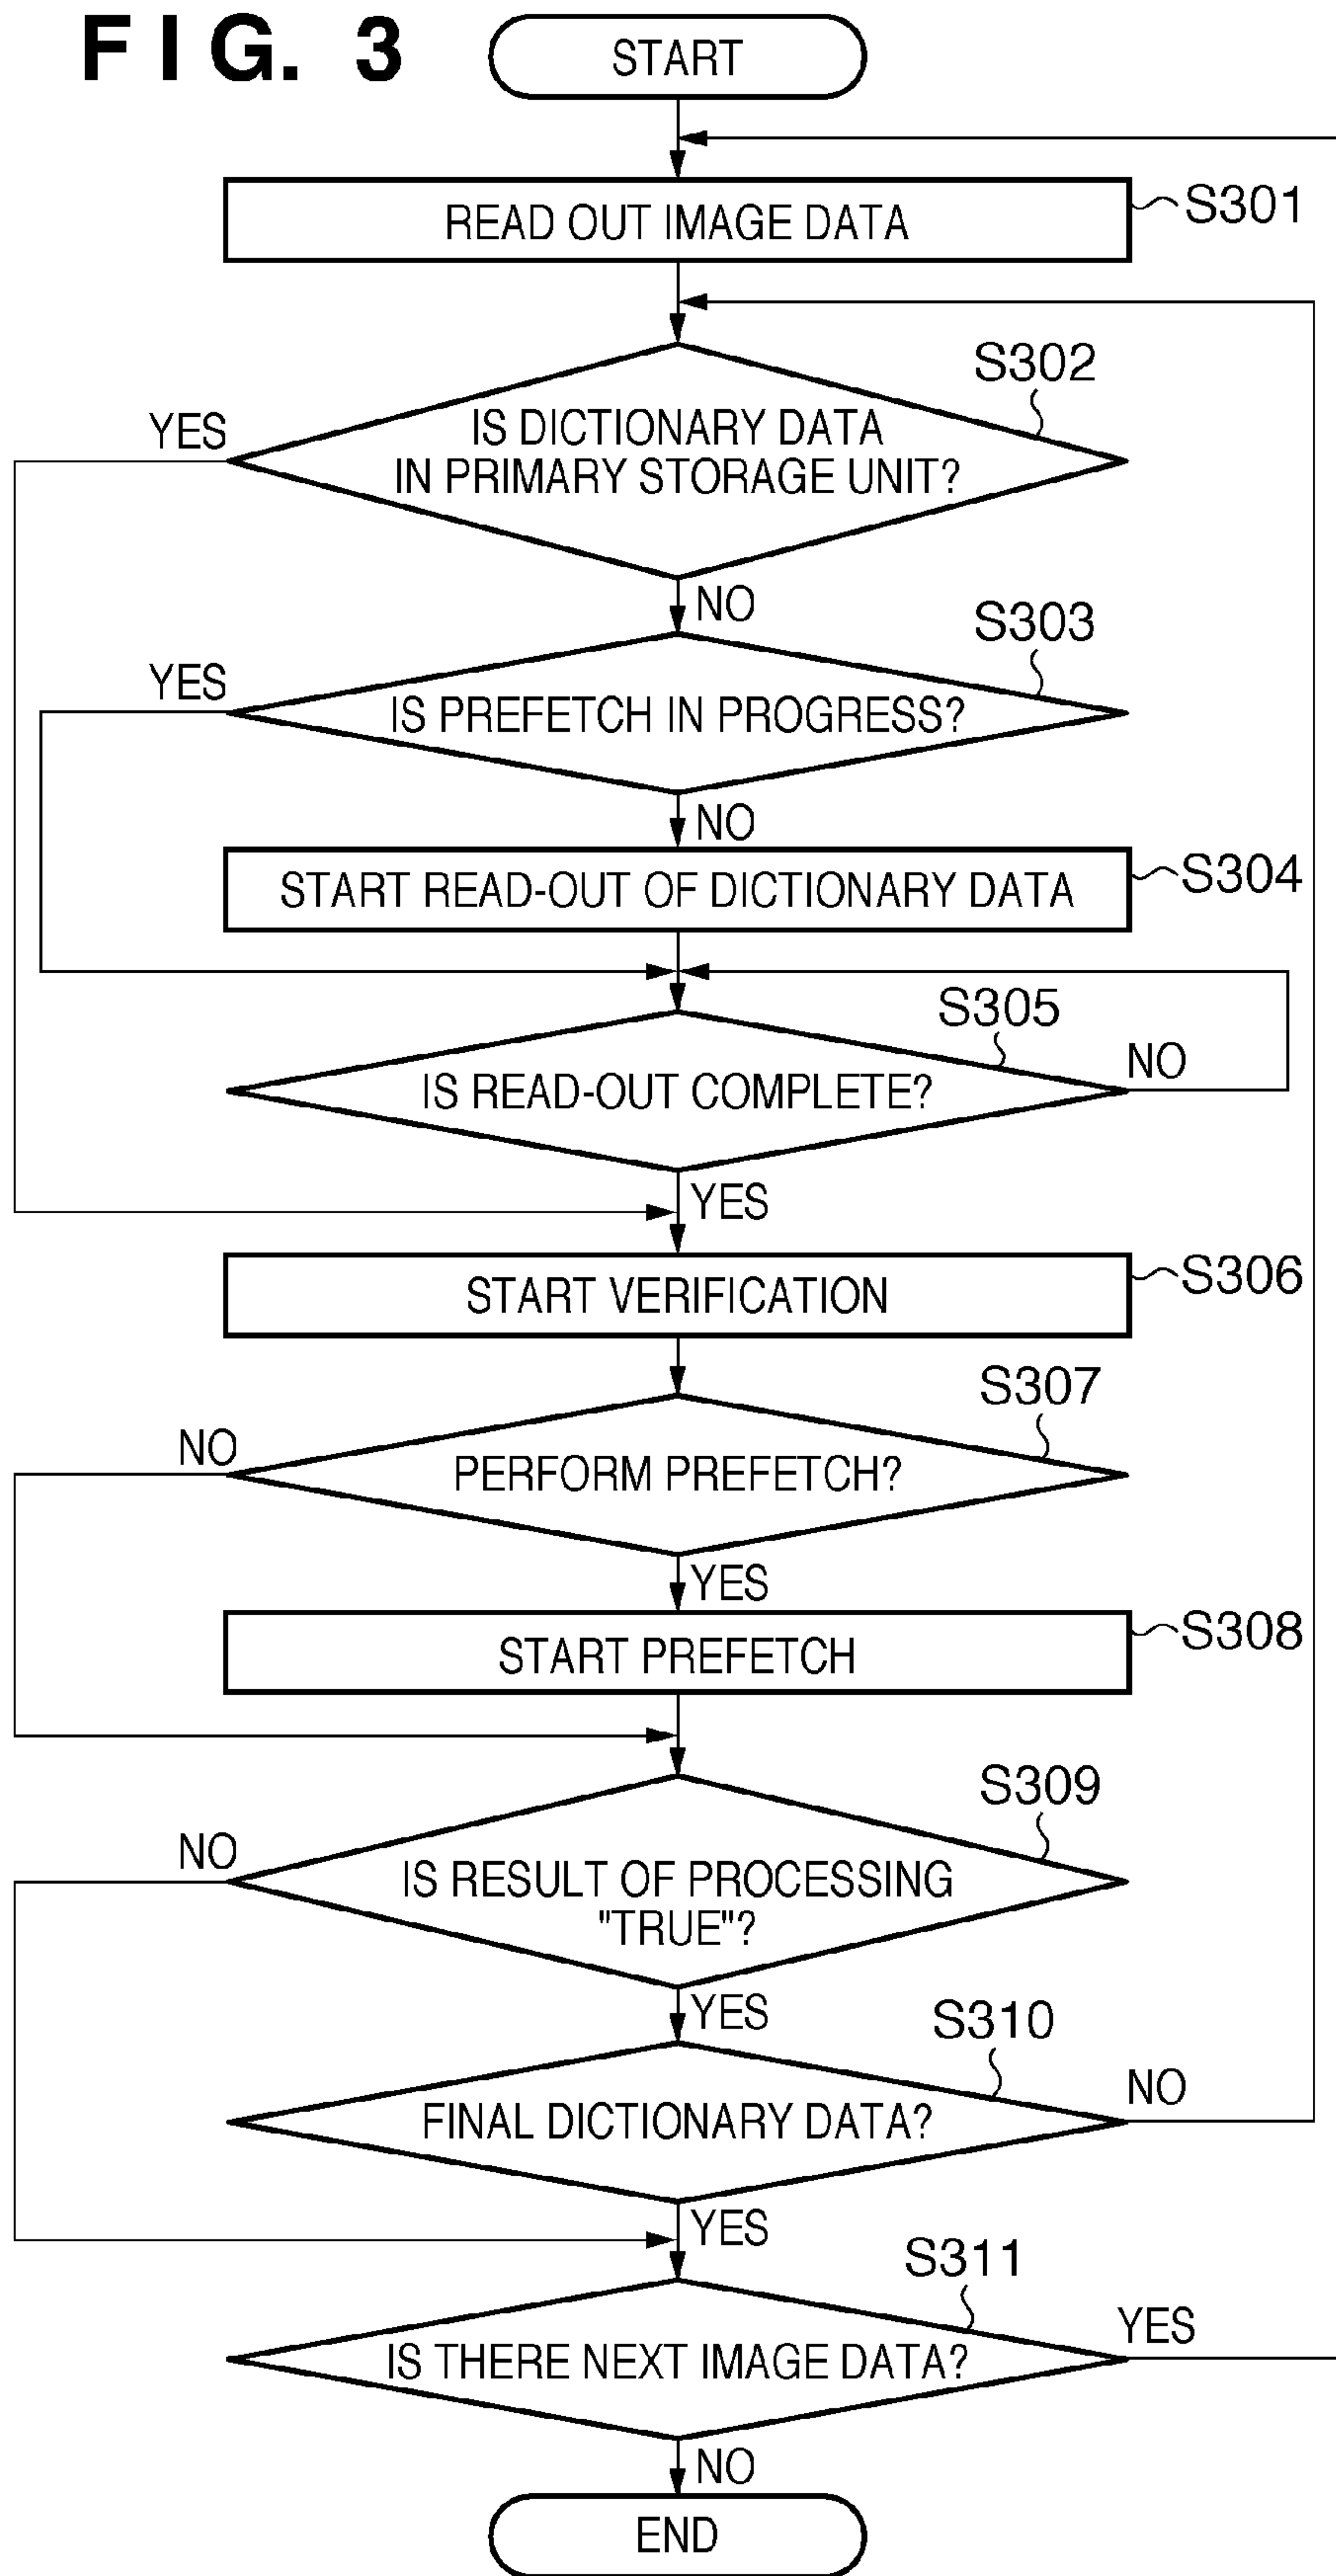 FIG. 3
START
READ OUT IMAGE DATA
S301
S302
YES
IS DICTIONARY DATA
IN PRIMARY STORAGE UNIT?
NO
S303
YES
IS PREFETCH IN PROGRESS?
NO
START READ-OUT OF DICTIONARY DATA
S304
S305
NO
IS READ-OUT COMPLETE?
YES
START VERIFICATION
S306
S307
NO
PERFORM PREFETCH?
YES
START PREFETCH
S308
S309
NO
IS RESULT OF PROCESSING
"TRUE"?
YES
S310
NO
FINAL DICTIONARY DATA?
YES
S311
YES
IS THERE NEXT IMAGE DATA?
NO
END